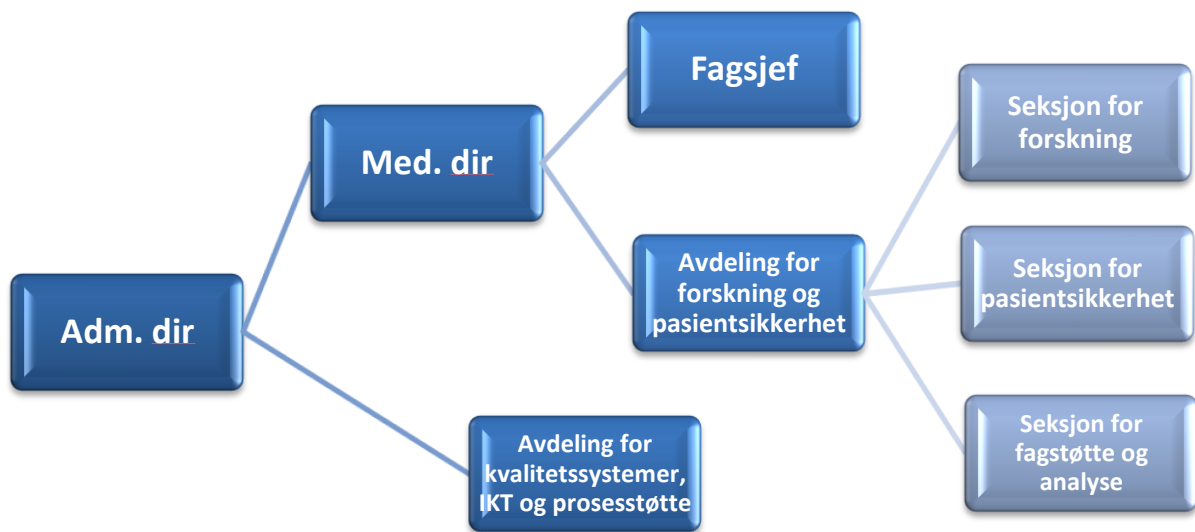 Fagsjef
Seksjon for
forskning
Med. dir
Avdeling for
forskning og
pasientsikkerhet
Seksjon for
pasientsikkerhet
Adm. dir
Avdeling for
kvalitetssystemer,
IKT og prosesstøtte
Seksjon for
fagstøtte og
analyse